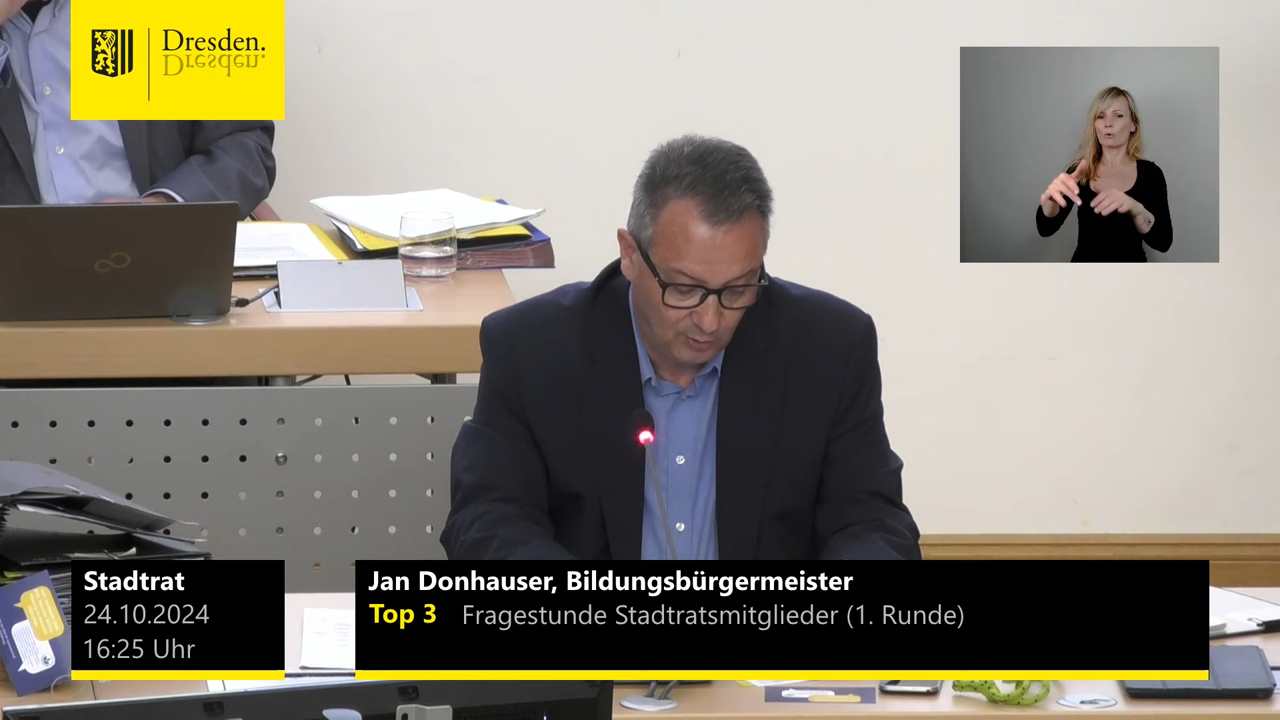 Dresden.
Dresden.
Stadtrat
24.10.2024
16:25 Uhr
Jan Donhauser, Bildungsbürgermeister
Top 3 Fragestunde Stadtratsmitglieder (1. Runde)